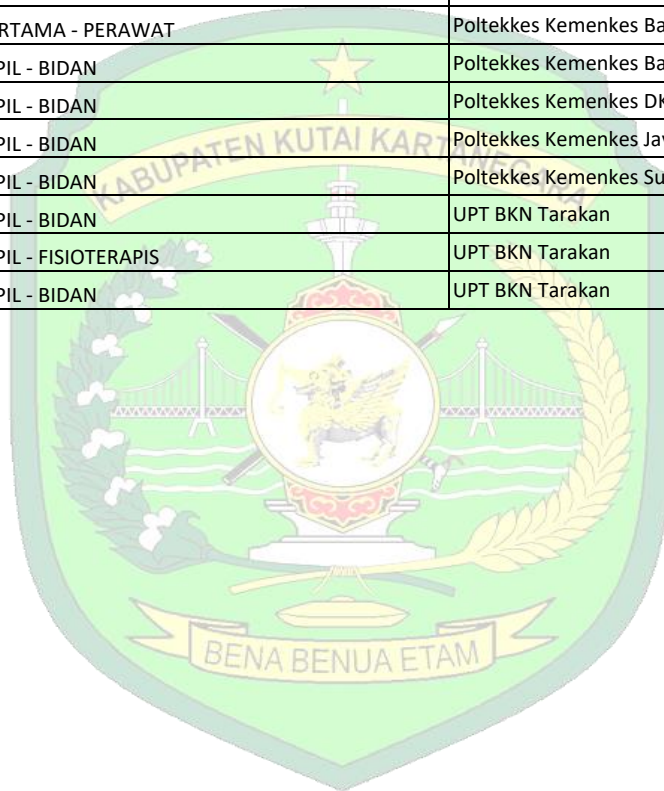 RTAMA - PERAWAT Poltekkes Kemenkes Ba
PIL - BIDAN Poltekkes Kemenkes Ba
PIL - BIDAN Poltekkes Kemenkes DK
PIL - BIDAN Poltekkes Kemenkes Jav
PIL - BIDAN Poltekkes Kemenkes Su
PIL - BIDAN UPT BKN Tarakan
PIL - FISIOTERAPIS UPT BKN Tarakan
PIL - BIDAN UPT BKN Tarakan
KABUPATEN KUTAI KARTANEGARA
BENA BENUA ETAM